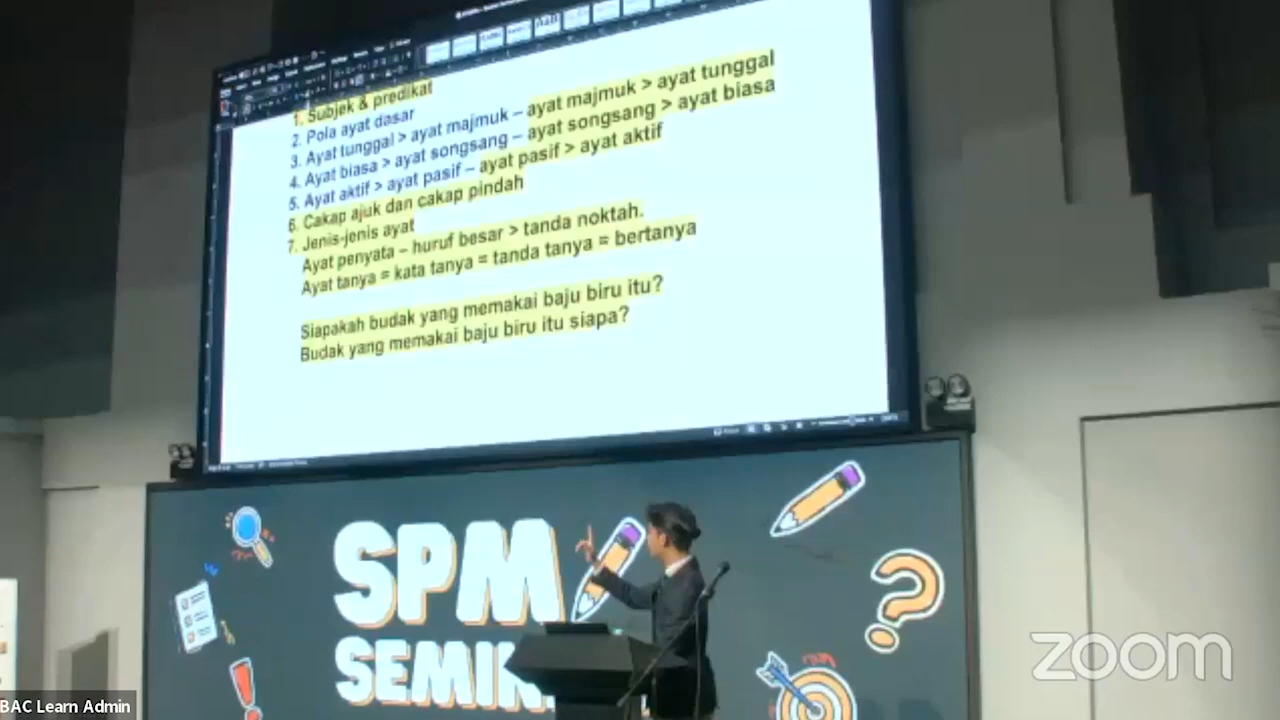 1. Subjek & predikat
2. Pola ayat dasar
3. Ayat tunggal > ayat majmuk – ayat majmuk > ayat tunggal
4. Ayat biasa > ayat songsang – ayat songsang > ayat biasa
5. Ayat aktif > ayat pasif – ayat pasif > ayat aktif
6. Cakap ajuk dan cakap pindah
7. Jenis-jenis ayat
Ayat penyata – huruf besar > tanda noktah.
Ayat tanya = kata tanya = tanda tanya = bertanya
Siapakah budak yang memakai baju biru itu?
Budak yang memakai baju biru itu siapa?
SPM
zoom
BAC Learn Admin